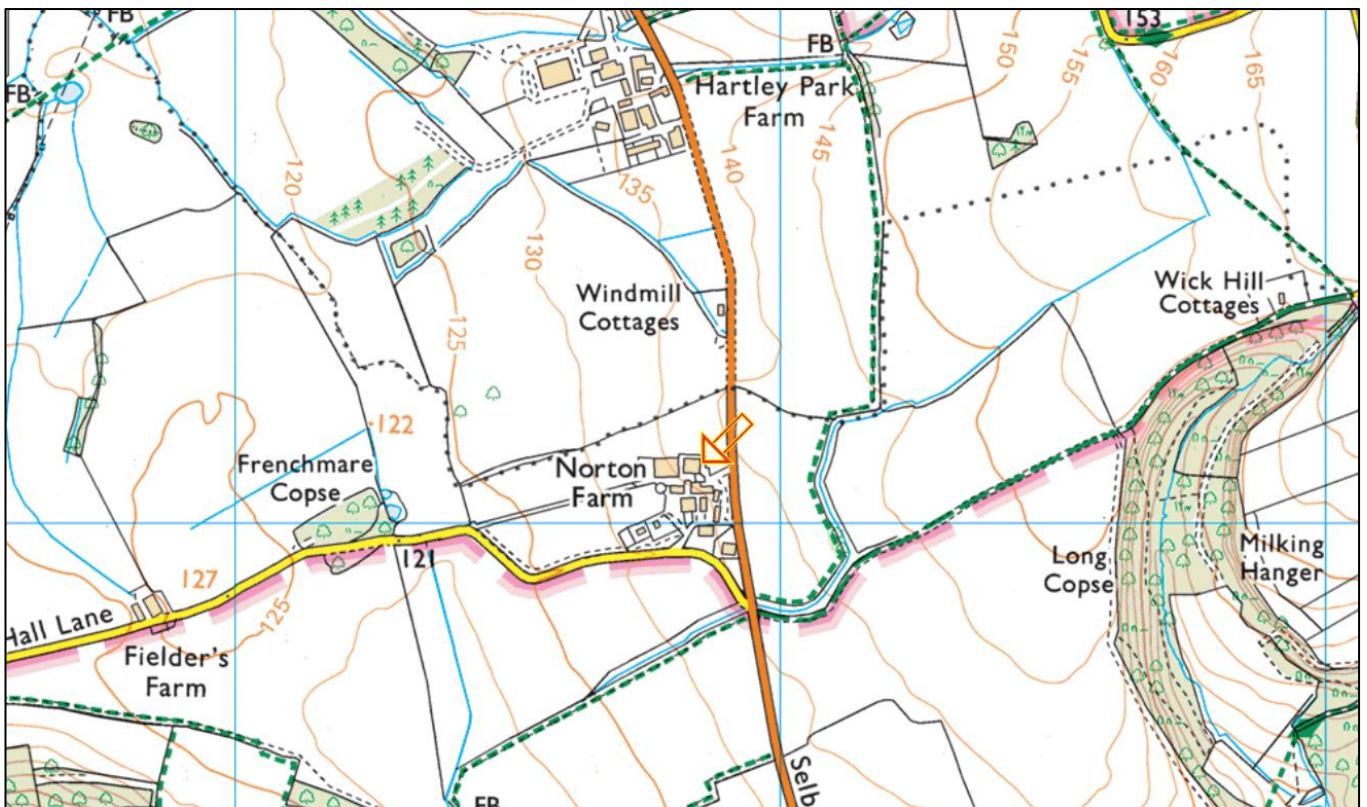 FB
153
FB
FB
Hartley Park
Farm
150
155
160
165
120
135
140
145
130
125
Windmill
Cottages
Wick Hill
Cottages
122
Frenchmare
Copse
Norton
Farm
121
127
125
Long
Copse
Milking
Hanger
Hall Lane
Fielder's
Farm
Selb
FB